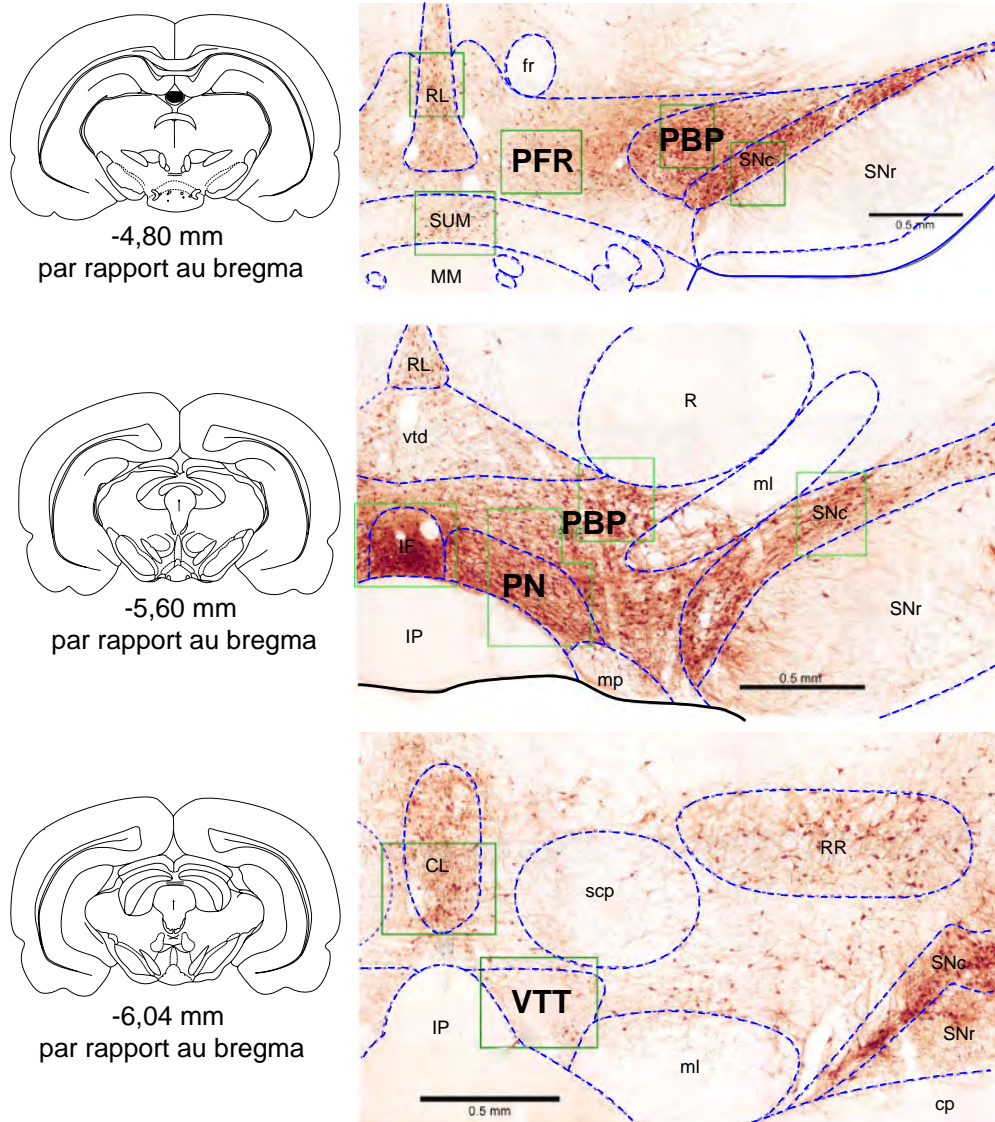 -4,80 mm
par rapport au bregma
fr
RL
PFR
PBP
SNc
SNr
0.5 mm
SUM
MM
-5,60 mm
par rapport au bregma
RL
R
vtd
ml
PBP
SNc
IF
PN
SNr
IP
mp
0.5 mm
-6,04 mm
par rapport au bregma
CL
RR
scp
SNc
VTT
IP
SNr
ml
cp
0.5 mm